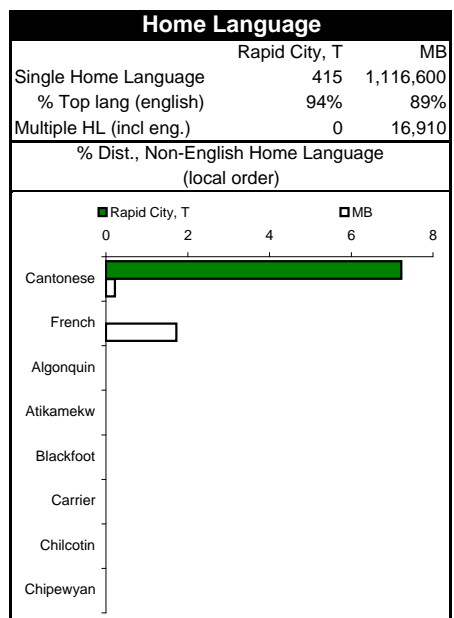 Home Language
Rapid City, T MB
Single Home Language 415 1,116,600
% Top lang (english) 94% 89%
Multiple HL (incl eng.) 0 16,910
% Dist., Non-English Home Language
(local order)
Rapid City, T MB
0 2 4 6 8
Cantonese
French
Algonquin
Atikamekw
Blackfoot
Carrier
Chilcotin
Chipewyan